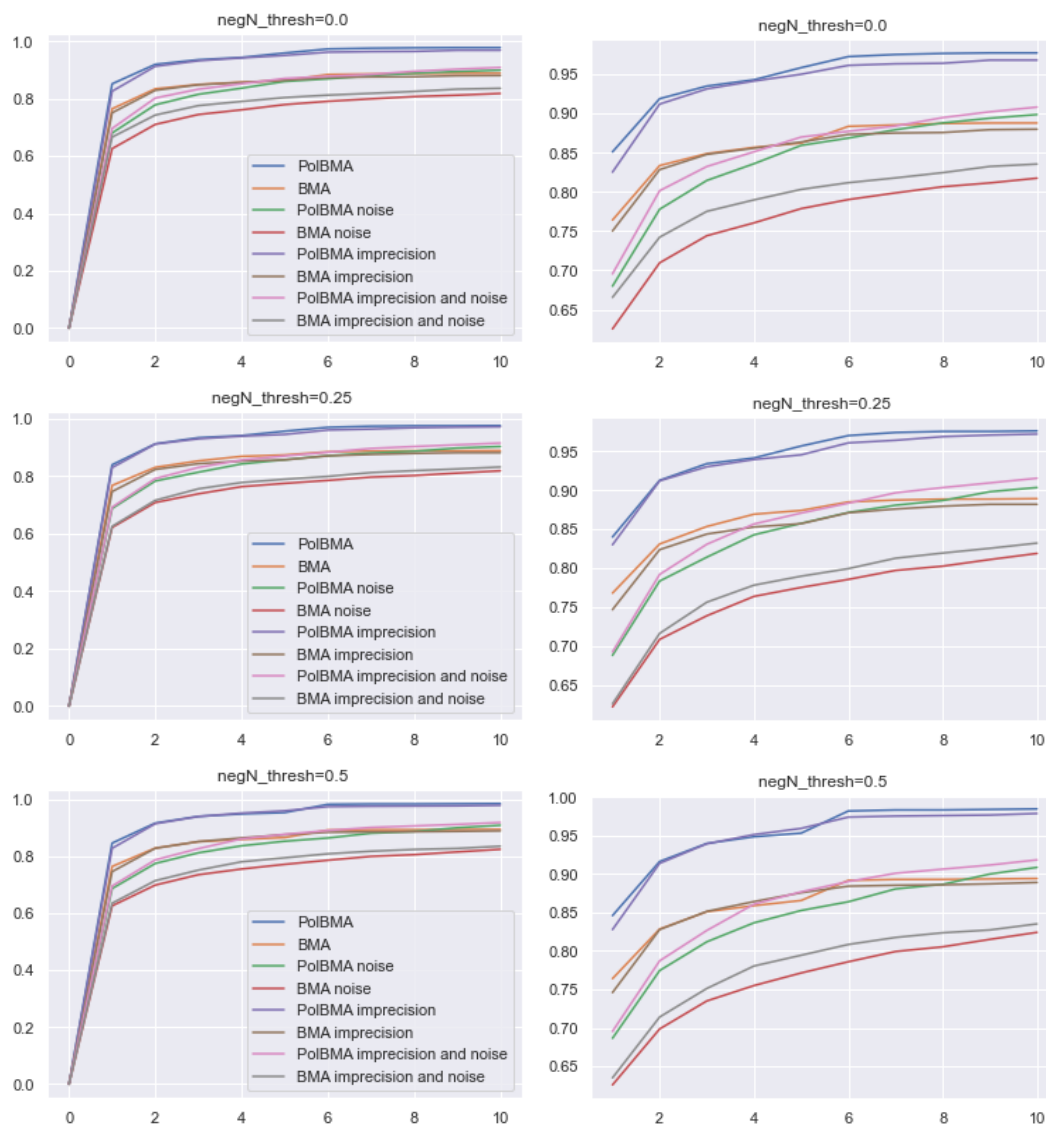 negN_thresh=0.0
1.0
0.8
0.6
0.4
0.2
0.0
PolBMA
BMA
PolBMA noise
BMA noise
PolBMA imprecision
BMA imprecision
PolBMA imprecision and noise
BMA imprecision and noise
0 2 4 6 8 10
negN_thresh=0.0
0.95
0.90
0.85
0.80
0.75
0.70
0.65
2 4 6 8 10
negN_thresh=0.25
1.0
0.8
0.6
0.4
0.2
0.0
PolBMA
BMA
PolBMA noise
BMA noise
PolBMA imprecision
BMA imprecision
PolBMA imprecision and noise
BMA imprecision and noise
0 2 4 6 8 10
negN_thresh=0.25
0.95
0.90
0.85
0.80
0.75
0.70
0.65
2 4 6 8 10
negN_thresh=0.5
1.0
0.8
0.6
0.4
0.2
0.0
PolBMA
BMA
PolBMA noise
BMA noise
PolBMA imprecision
BMA imprecision
PolBMA imprecision and noise
BMA imprecision and noise
0 2 4 6 8 10
negN_thresh=0.5
1.00
0.95
0.90
0.85
0.80
0.75
0.70
0.65
2 4 6 8 10